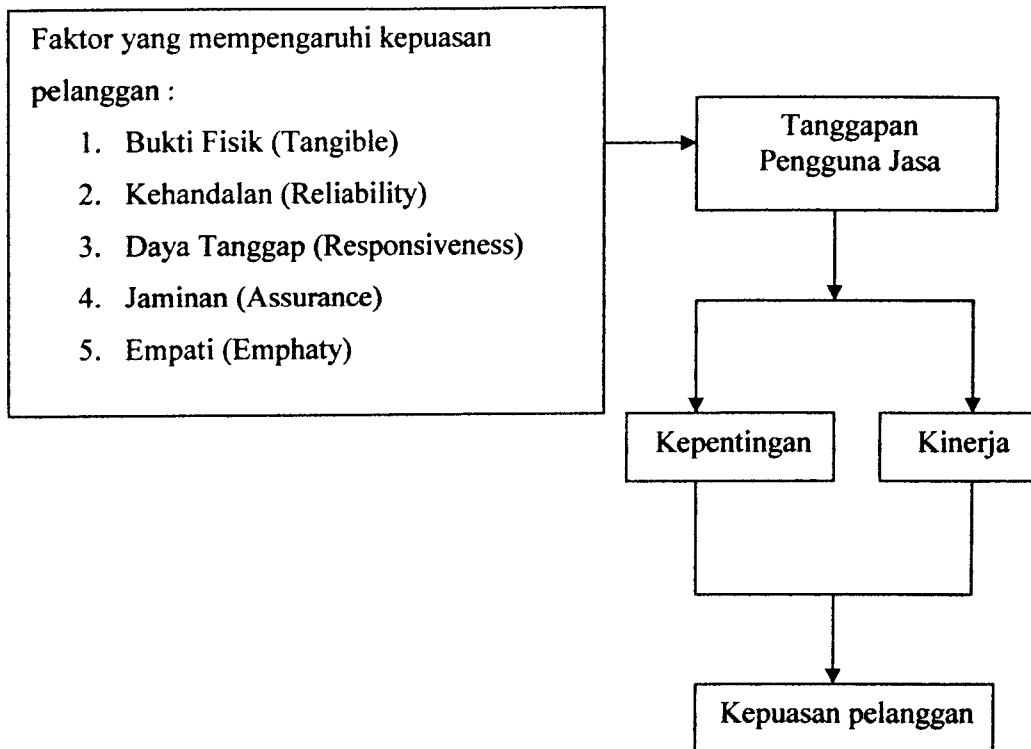 Faktor yang mempengaruhi kepuasan
pelanggan :
1. Bukti Fisik (Tangible)
2. Kehandalan (Reliability)
3. Daya Tanggap (Responsiveness)
4. Jaminan (Assurance)
5. Empati (Emphaty)
Tanggapan
Pengguna Jasa
Kepentingan
Kinerja
Kepuasan pelanggan